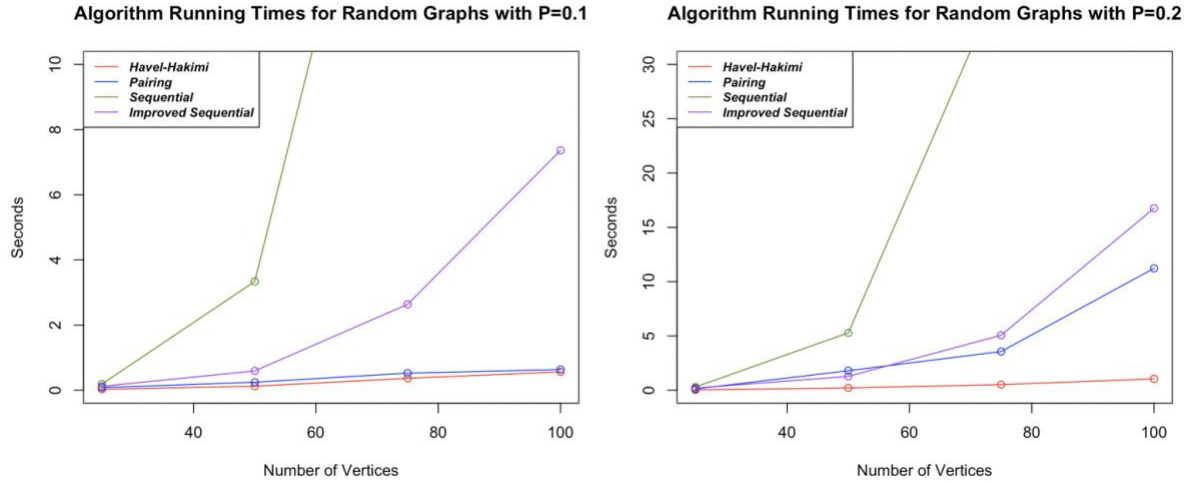 Algorithm Running Times for Random Graphs with P=0.1
Havel-Hakimi
Pairing
Sequential
Improved Sequential
Seconds
0
2
4
6
8
10
40
60
80
100
Number of Vertices
Algorithm Running Times for Random Graphs with P=0.2
Havel-Hakimi
Pairing
Sequential
Improved Sequential
Seconds
0
5
10
15
20
25
30
40
60
80
100
Number of Vertices